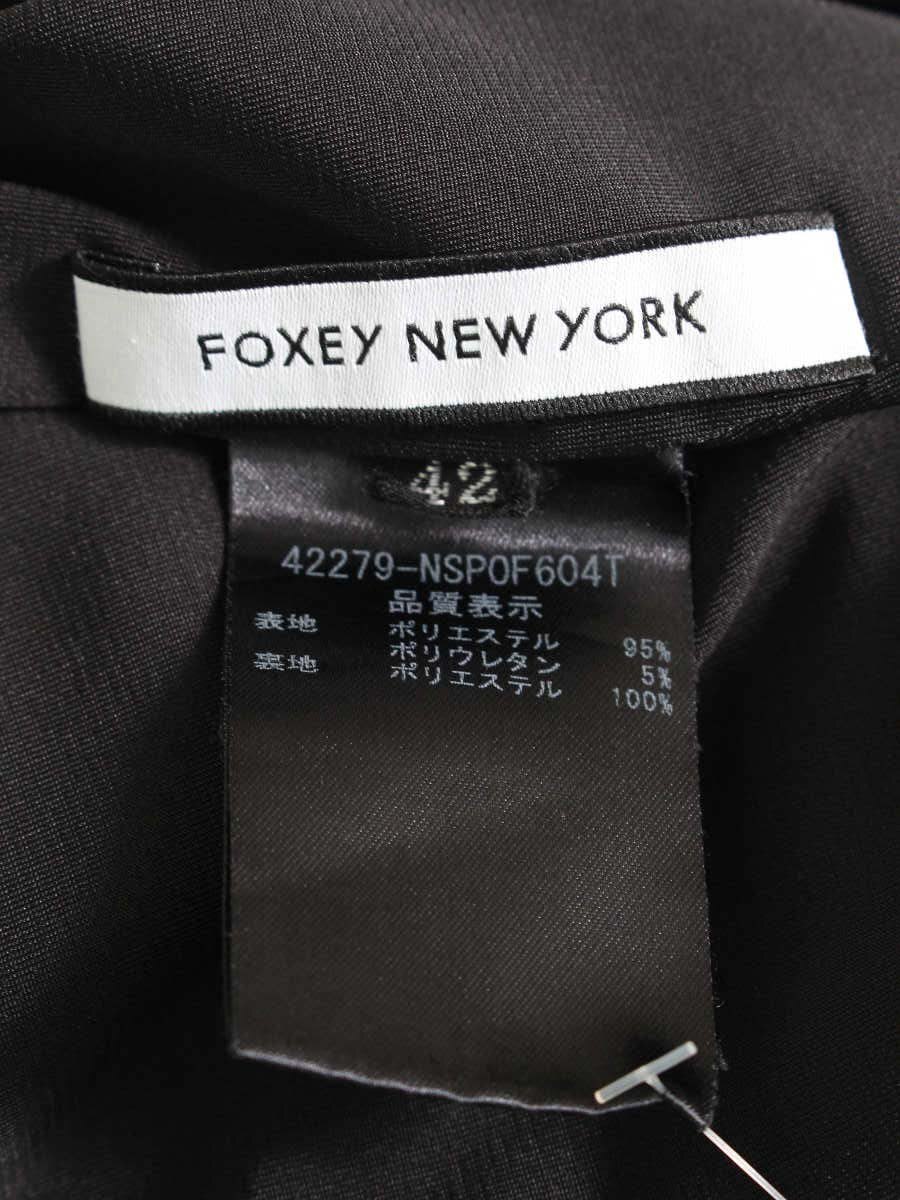 FOXEY NEW YORK
42
42279-NSPOF604T
品質表示
表地 ポリエステル 95%
ポリウレタン 5%
裏地 ポリエステル 100%